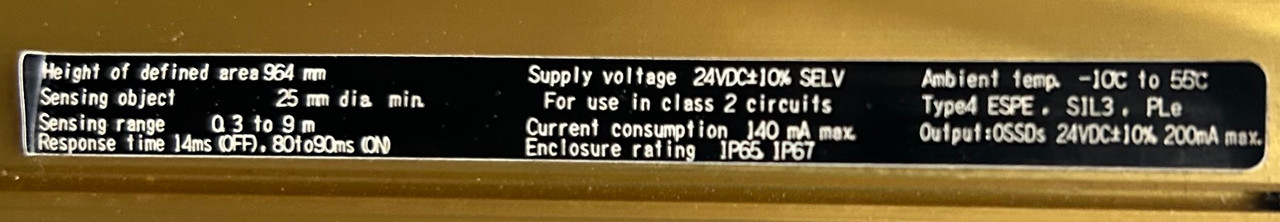 Height of defined area 964 mm
Sensing object 25 mm dia. min.
Sensing range 0.3 to 9 m
Response time 14ms (OFF), 80to90ms (ON)
Supply voltage 24VDC±10% SELV
For use in class 2 circuits
Current consumption 140 mA max.
Enclosure rating IP65 IP67
Ambient temp. -10C to 55C
Type4 ESPE, SIL3, PLe
Output:OSSDs 24VDC±10% 200mA max.